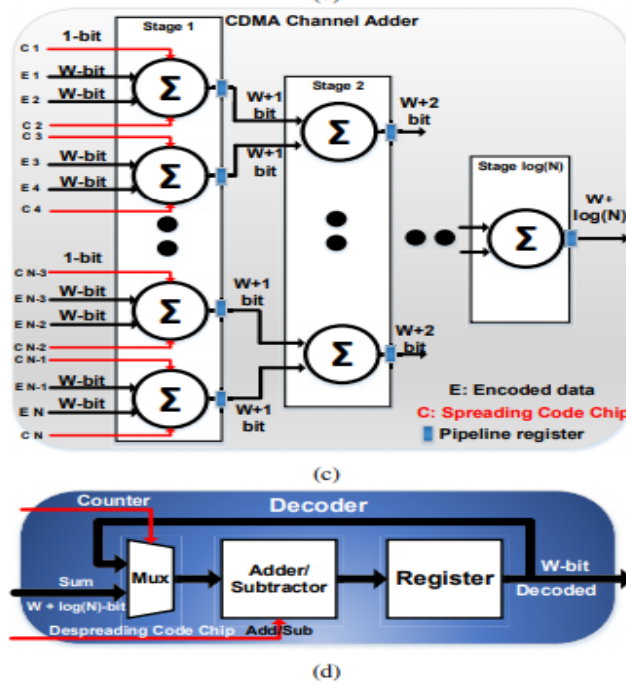 CDMA Channel Adder
Stage 1
C 1
1-bit
E 1
W-bit
E 2
W-bit
C 2
C 3
E 3
W-bit
E 4
W-bit
C 4
Σ
Σ
W+1
bit
W+1
bit
Stage 2
Σ
W+2
bit
Stage log(N)
Σ
W+
log(N)
1-bit
C N-3
E N-3
W-bit
E N-2
W-bit
C N-2
C N-1
E N-1
W-bit
E N
W-bit
C N
Σ
Σ
W+1
bit
W+1
bit
Σ
W+2
bit
E: Encoded data
C: Spreading Code Chip
Pipeline register
(c)
Counter
Decoder
Mux
Sum
W + log(N)-bit
Adder/
Subtractor
Register
W-bit
Decoded
Despreading Code Chip
Add/Sub
(d)